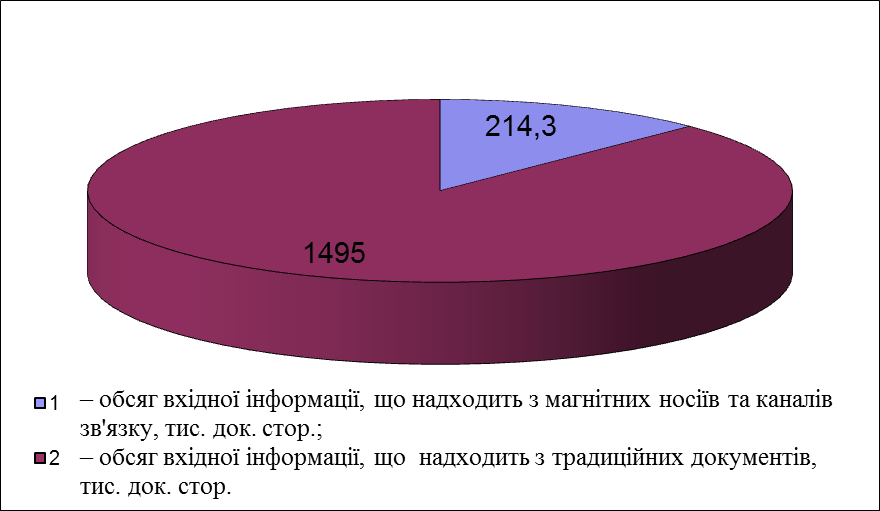 214,3
1495
1 – обсяг вхідної інформації, що надходить з магнітних носіїв та каналів
зв'язку, тис. док. стор.;
2 – обсяг вхідної інформації, що надходить з традиційних документів,
тис. док. стор.